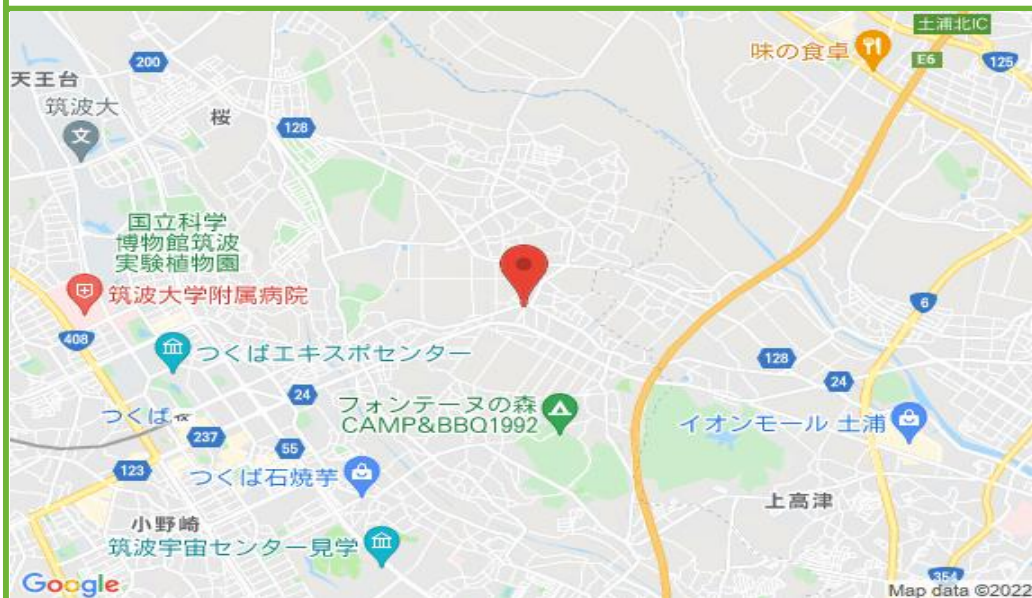 土浦北IC
味の食卓
E6
125
200
天王台
筑波大
文
桜
128
国立科学
博物館筑波
実験植物園
筑波大学附属病院
6
408
つくばエキスポセンター
128
24
24
フォンテーヌの森
CAMP&BBQ1992
つくば
イオンモール 土浦
237
55
123
つくば石焼芋
上高津
小野崎
筑波宇宙センター見学
354
Google
Map data ©2022